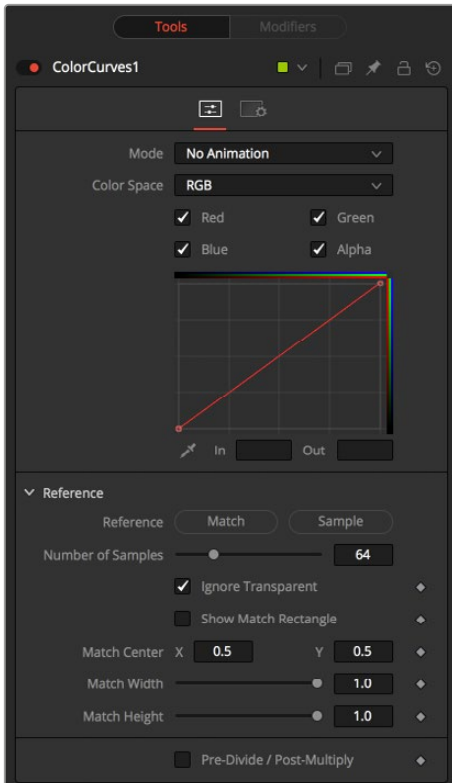 Tools Modifiers
ColorCurves1
Mode No Animation
Color Space RGB
Red Green
Blue Alpha
In Out
Reference
Reference Match Sample
Number of Samples 64
Ignore Transparent
Show Match Rectangle
Match Center X 0.5 Y 0.5
Match Width 1.0
Match Height 1.0
Pre-Divide / Post-Multiply